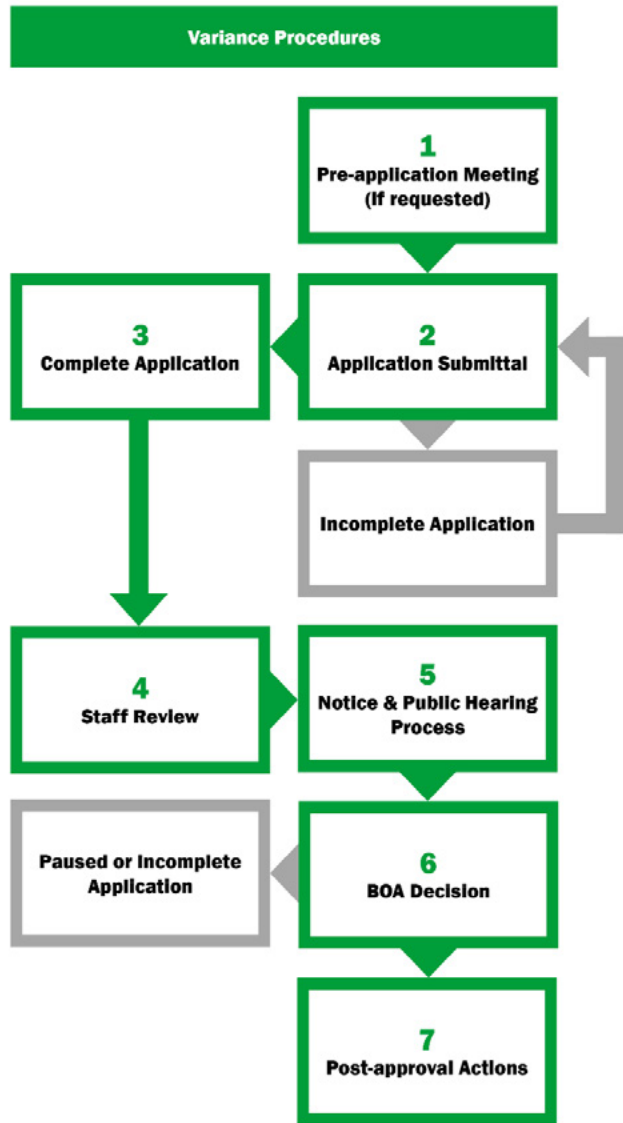 Variance Procedures
1
Pre-application Meeting
(If requested)
3
Complete Application
2
Application Submittal
Incomplete Application
4
Staff Review
5
Notice & Public Hearing
Process
Paused or Incomplete
Application
6
BOA Decision
7
Post-approval Actions